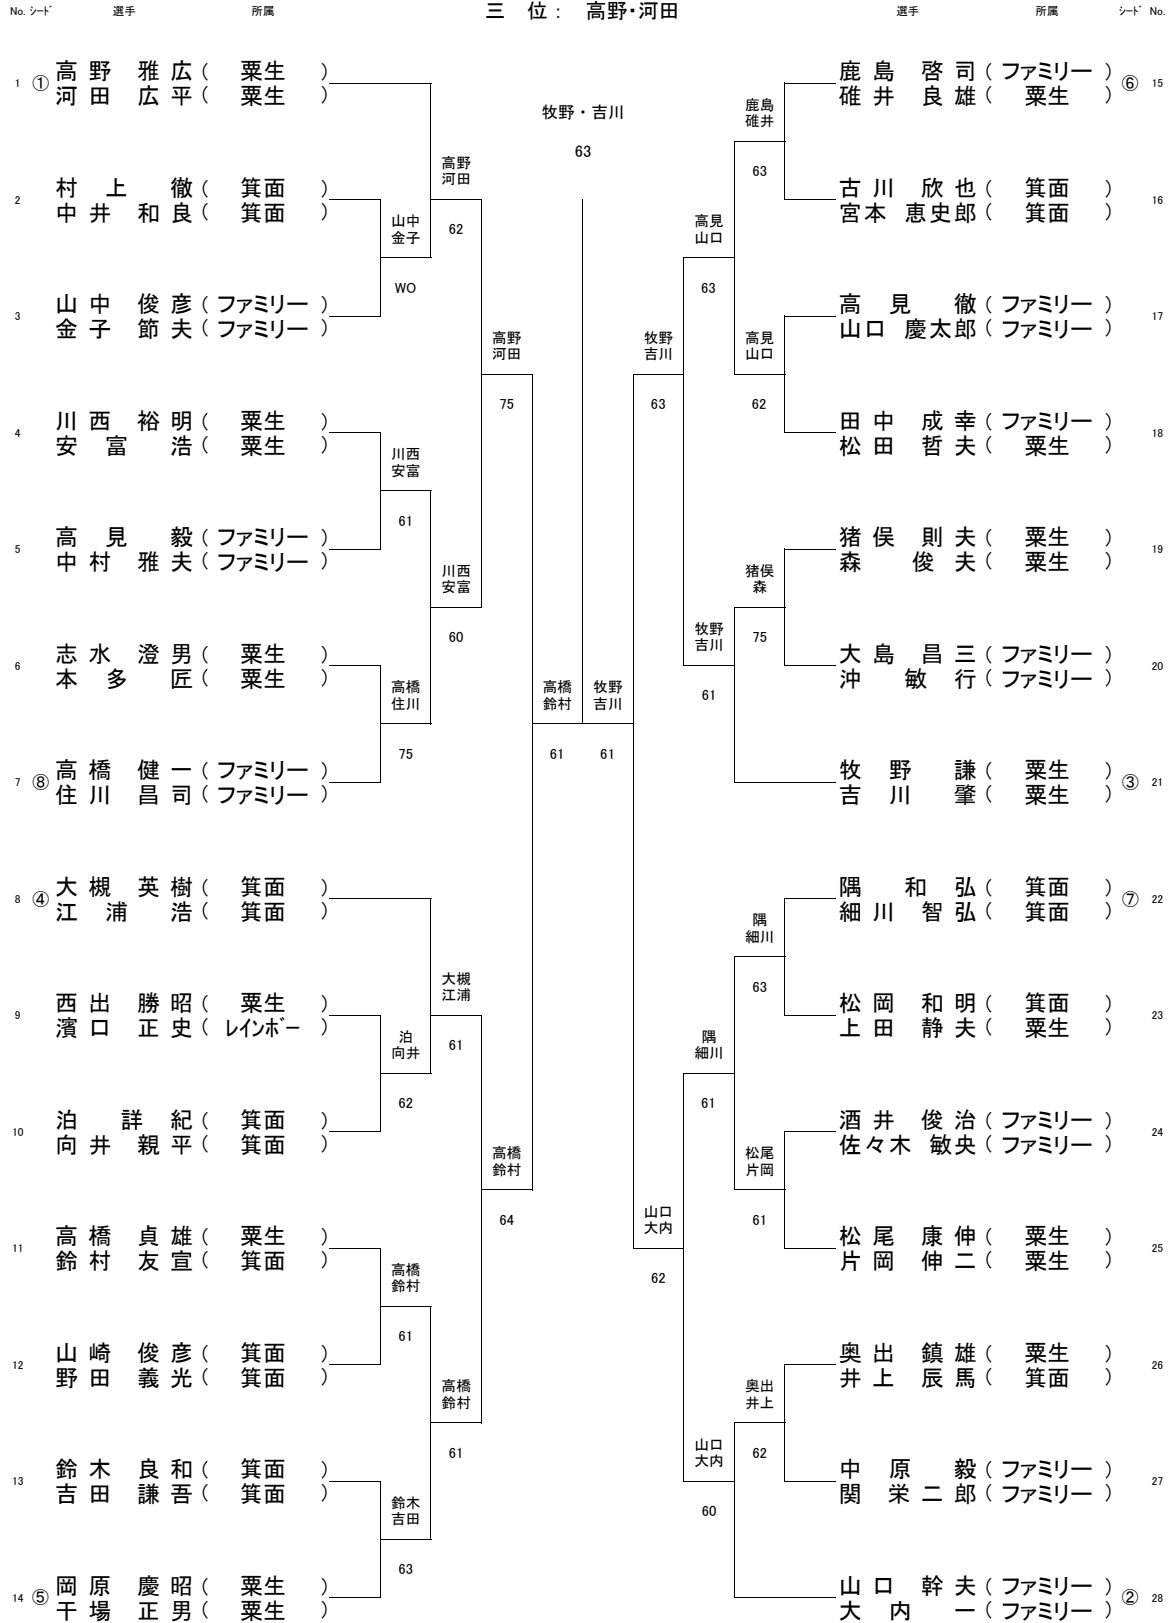 三 位： 高野・河田
No. シード 選手 所属
選手 所属 シード No.
1 ① 高野 雅広（ 粟生 ）
河田 広平（ 粟生 ）
2 村上 徹（ 箕面 ）
中井 和良（ 箕面 ）
3 山中 俊彦（ ファミリー ）
金子 節夫（ ファミリー ）
4 川西 裕明（ 粟生 ）
安富 浩（ 粟生 ）
5 高見 毅（ ファミリー ）
中村 雅夫（ ファミリー ）
6 志水 澄男（ 粟生 ）
本多 匠（ 粟生 ）
7 ⑧ 高橋 健一（ ファミリー ）
住川 昌司（ ファミリー ）
8 ④ 大槻 英樹（ 箕面 ）
江浦 浩（ 箕面 ）
9 西出 勝昭（ 粟生 ）
濱口 正史（ レインボー ）
10 泊 詳紀（ 箕面 ）
向井 親平（ 箕面 ）
11 高橋 貞雄（ 粟生 ）
鈴村 友宣（ 箕面 ）
12 山崎 俊彦（ 箕面 ）
野田 義光（ 箕面 ）
13 鈴木 良和（ 箕面 ）
吉田 謙吾（ 箕面 ）
14 ⑤ 岡原 慶昭（ 粟生 ）
干場 正男（ 粟生 ）
山中
金子
WO
川西
安富
61
高橋
住川
75
泊
向井
62
高橋
鈴村
61
鈴木
吉田
63
高野
河田
62
川西
安富
60
大槻
江浦
61
高橋
鈴村
61
高野
河田
75
高橋
鈴村
64
高橋
鈴村
61
牧野・吉川
63
牧野
吉川
61
牧野
吉川
63
山口
大内
62
高見
山口
63
牧野
吉川
61
隅
細川
61
山口
大内
60
鹿島
碓井
63
高見
山口
62
猪俣
森
75
隅
細川
63
松尾
片岡
61
奥出
井上
62
鹿島 啓司（ ファミリー ） ⑥ 15
碓井 良雄（ 粟生 ）
古川 欣也（ 箕面 ） 16
宮本 恵史郎（ 箕面 ）
高見 徹（ ファミリー ） 17
山口 慶太郎（ ファミリー ）
田中 成幸（ ファミリー ） 18
松田 哲夫（ 粟生 ）
猪俣 則夫（ 粟生 ） 19
森 俊夫（ 粟生 ）
大島 昌三（ ファミリー ） 20
沖 敏行（ ファミリー ）
牧野 謙（ 粟生 ） ③ 21
吉川 肇（ 粟生 ）
隅 和弘（ 箕面 ） ⑦ 22
細川 智弘（ 箕面 ）
松岡 和明（ 箕面 ） 23
上田 静夫（ 粟生 ）
酒井 俊治（ ファミリー ） 24
佐々木 敏央（ ファミリー ）
松尾 康伸（ 粟生 ） 25
片岡 伸二（ 粟生 ）
奥出 鎮雄（ 粟生 ） 26
井上 辰馬（ 箕面 ）
中原 毅（ ファミリー ） 27
関 栄二郎（ ファミリー ）
山口 幹夫（ ファミリー ） ② 28
大内 一（ ファミリー ）